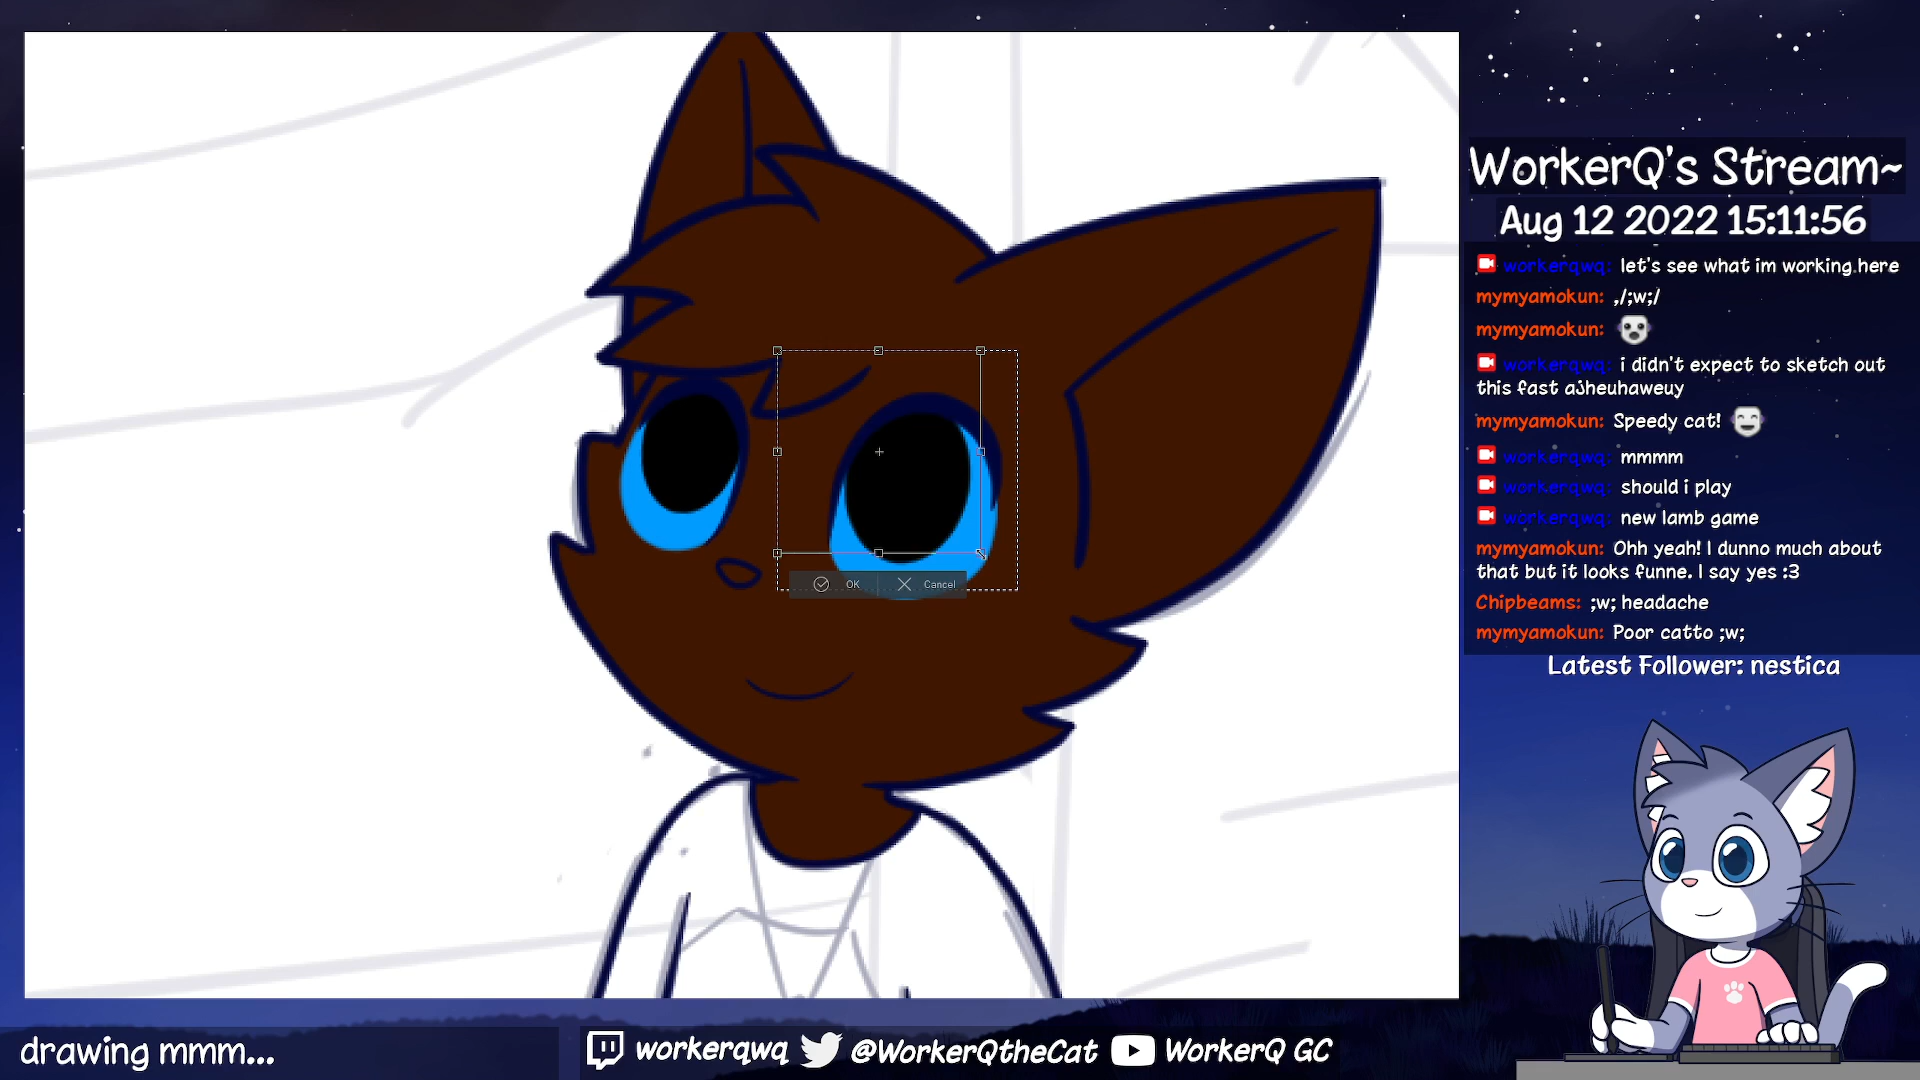 WorkerQ's Stream~
Aug 12 2022 15:11:56
workerqwq: let's see what im working here
mymyamokun: ,/;w;/
mymyamokun:
workerqwq: i didn't expect to sketch out
this fast asheuhaweuy
mymyamokun: Speedy cat!
workerqwq: mmmm
workerqwq: should i play
workerqwq: new lamb game
mymyamokun: Ohh yeah! I dunno much about
that but it looks funne. I say yes :3
Chipbeams: ;w; headache
mymyamokun: Poor catto ;w;
Latest Follower: nestica
OK Cancel
drawing mmm...
workerqwq @WorkerQtheCat WorkerQ GC